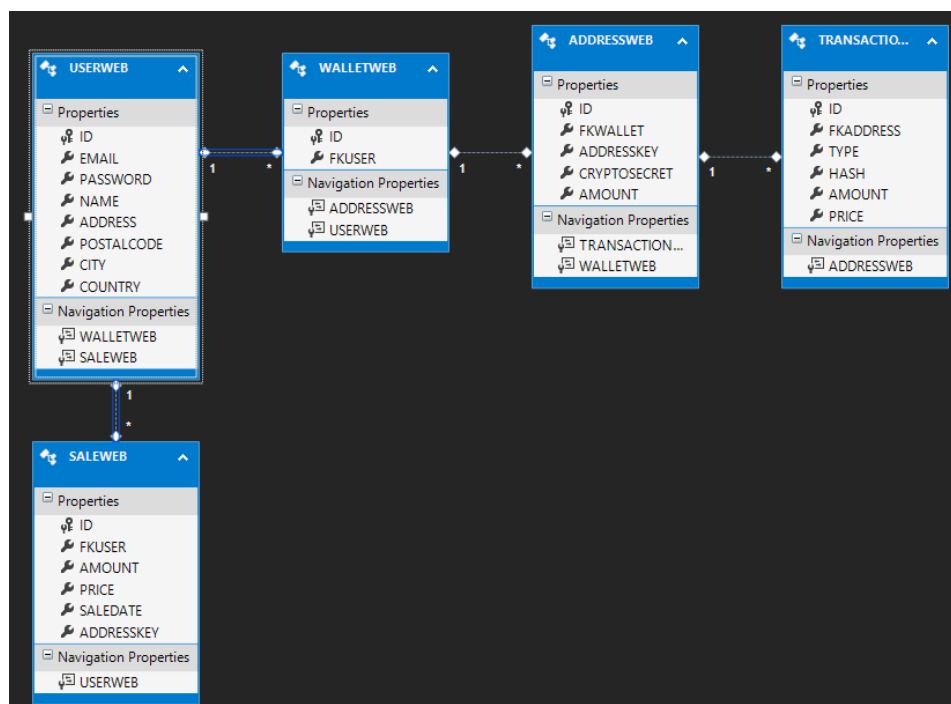 USERWEB
Properties
ID
EMAIL
PASSWORD
NAME
ADDRESS
POSTALCODE
CITY
COUNTRY
Navigation Properties
WALLETWEB
SALEWEB
1
*
WALLETWEB
Properties
ID
FKUSER
Navigation Properties
ADDRESSWEB
USERWEB
1
*
ADDRESSWEB
Properties
ID
FKWALLET
ADDRESSKEY
CRYPTOSECRET
AMOUNT
Navigation Properties
TRANSACTION...
WALLETWEB
1
*
TRANSACTIO...
Properties
ID
FKADDRESS
TYPE
HASH
AMOUNT
PRICE
Navigation Properties
ADDRESSWEB
1
*
SALEWEB
Properties
ID
FKUSER
AMOUNT
PRICE
SALEDATE
ADDRESSKEY
Navigation Properties
USERWEB